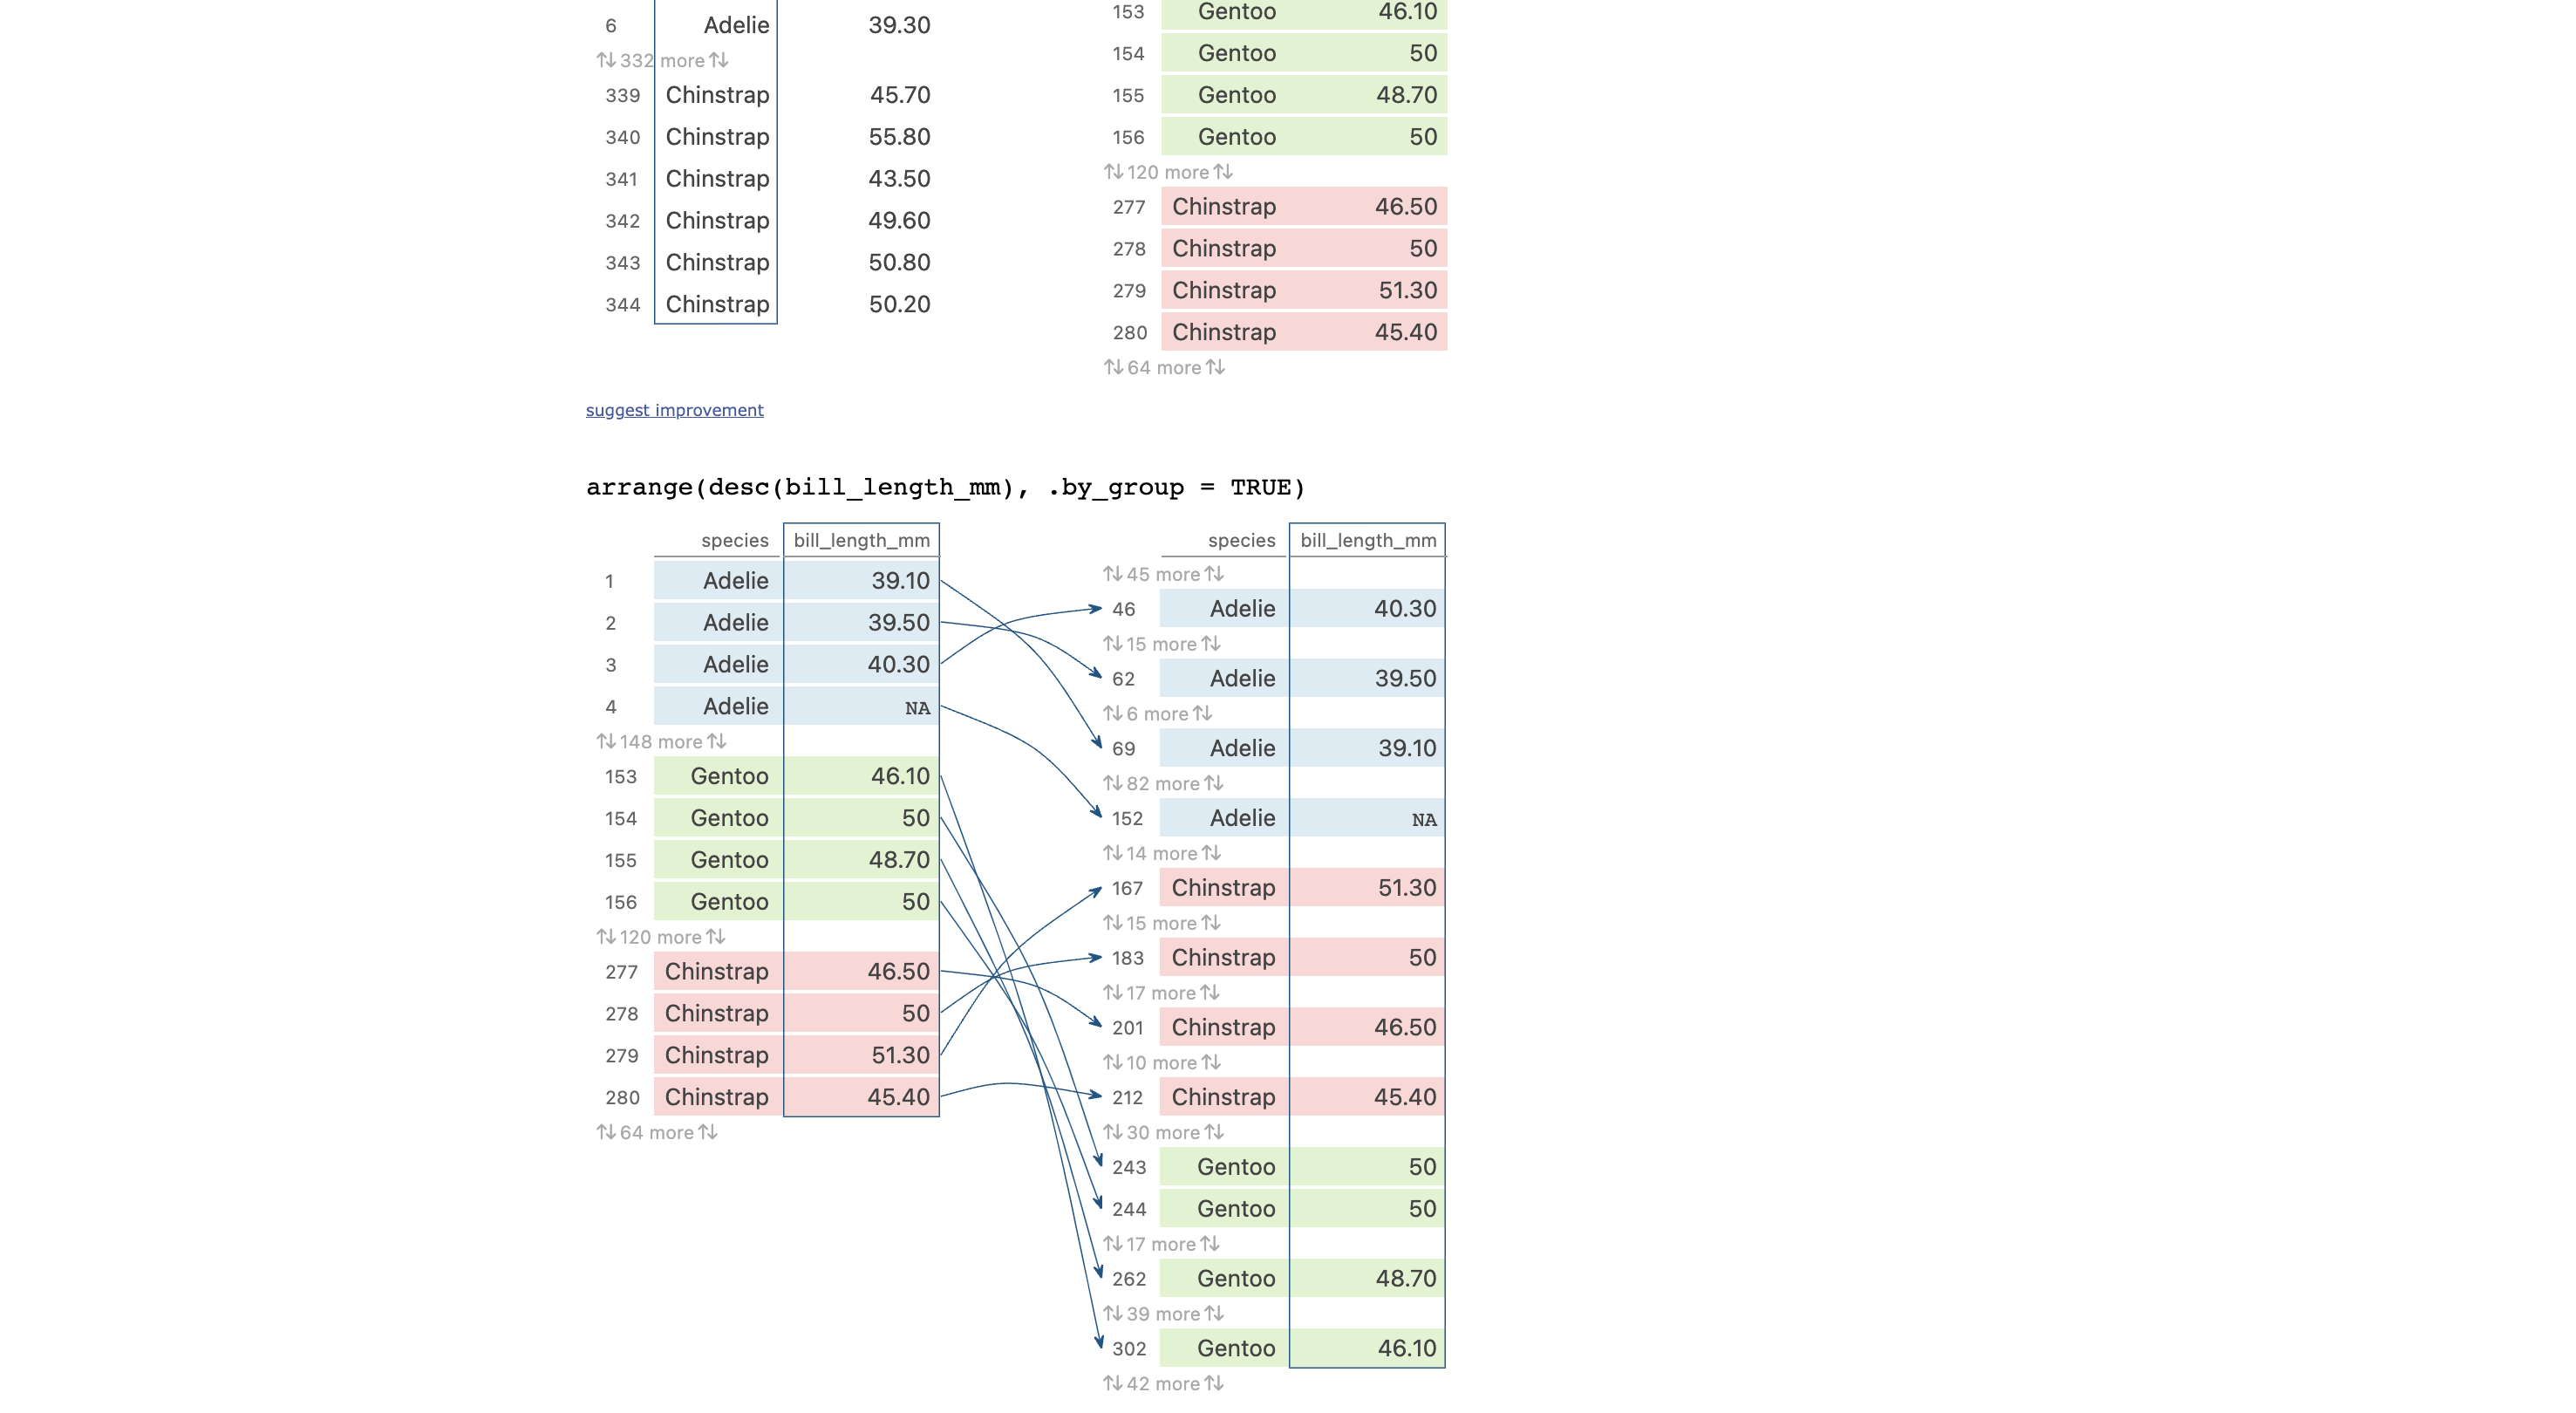 6 Adelie 39.30
↑↓ 332 more ↑↓
339 Chinstrap 45.70
340 Chinstrap 55.80
341 Chinstrap 43.50
342 Chinstrap 49.60
343 Chinstrap 50.80
344 Chinstrap 50.20
153 Gentoo 46.10
154 Gentoo 50
155 Gentoo 48.70
156 Gentoo 50
↑↓ 120 more ↑↓
277 Chinstrap 46.50
278 Chinstrap 50
279 Chinstrap 51.30
280 Chinstrap 45.40
↑↓ 64 more ↑↓
suggest improvement
arrange(desc(bill_length_mm), .by_group = TRUE)
species bill_length_mm
1 Adelie 39.10
2 Adelie 39.50
3 Adelie 40.30
4 Adelie NA
↑↓ 148 more ↑↓
153 Gentoo 46.10
154 Gentoo 50
155 Gentoo 48.70
156 Gentoo 50
↑↓ 120 more ↑↓
277 Chinstrap 46.50
278 Chinstrap 50
279 Chinstrap 51.30
280 Chinstrap 45.40
↑↓ 64 more ↑↓
species bill_length_mm
↑↓ 45 more ↑↓
46 Adelie 40.30
↑↓ 15 more ↑↓
62 Adelie 39.50
↑↓ 6 more ↑↓
69 Adelie 39.10
↑↓ 82 more ↑↓
152 Adelie NA
↑↓ 14 more ↑↓
167 Chinstrap 51.30
↑↓ 15 more ↑↓
183 Chinstrap 50
↑↓ 17 more ↑↓
201 Chinstrap 46.50
↑↓ 10 more ↑↓
212 Chinstrap 45.40
↑↓ 30 more ↑↓
243 Gentoo 50
244 Gentoo 50
↑↓ 17 more ↑↓
262 Gentoo 48.70
↑↓ 39 more ↑↓
302 Gentoo 46.10
↑↓ 42 more ↑↓